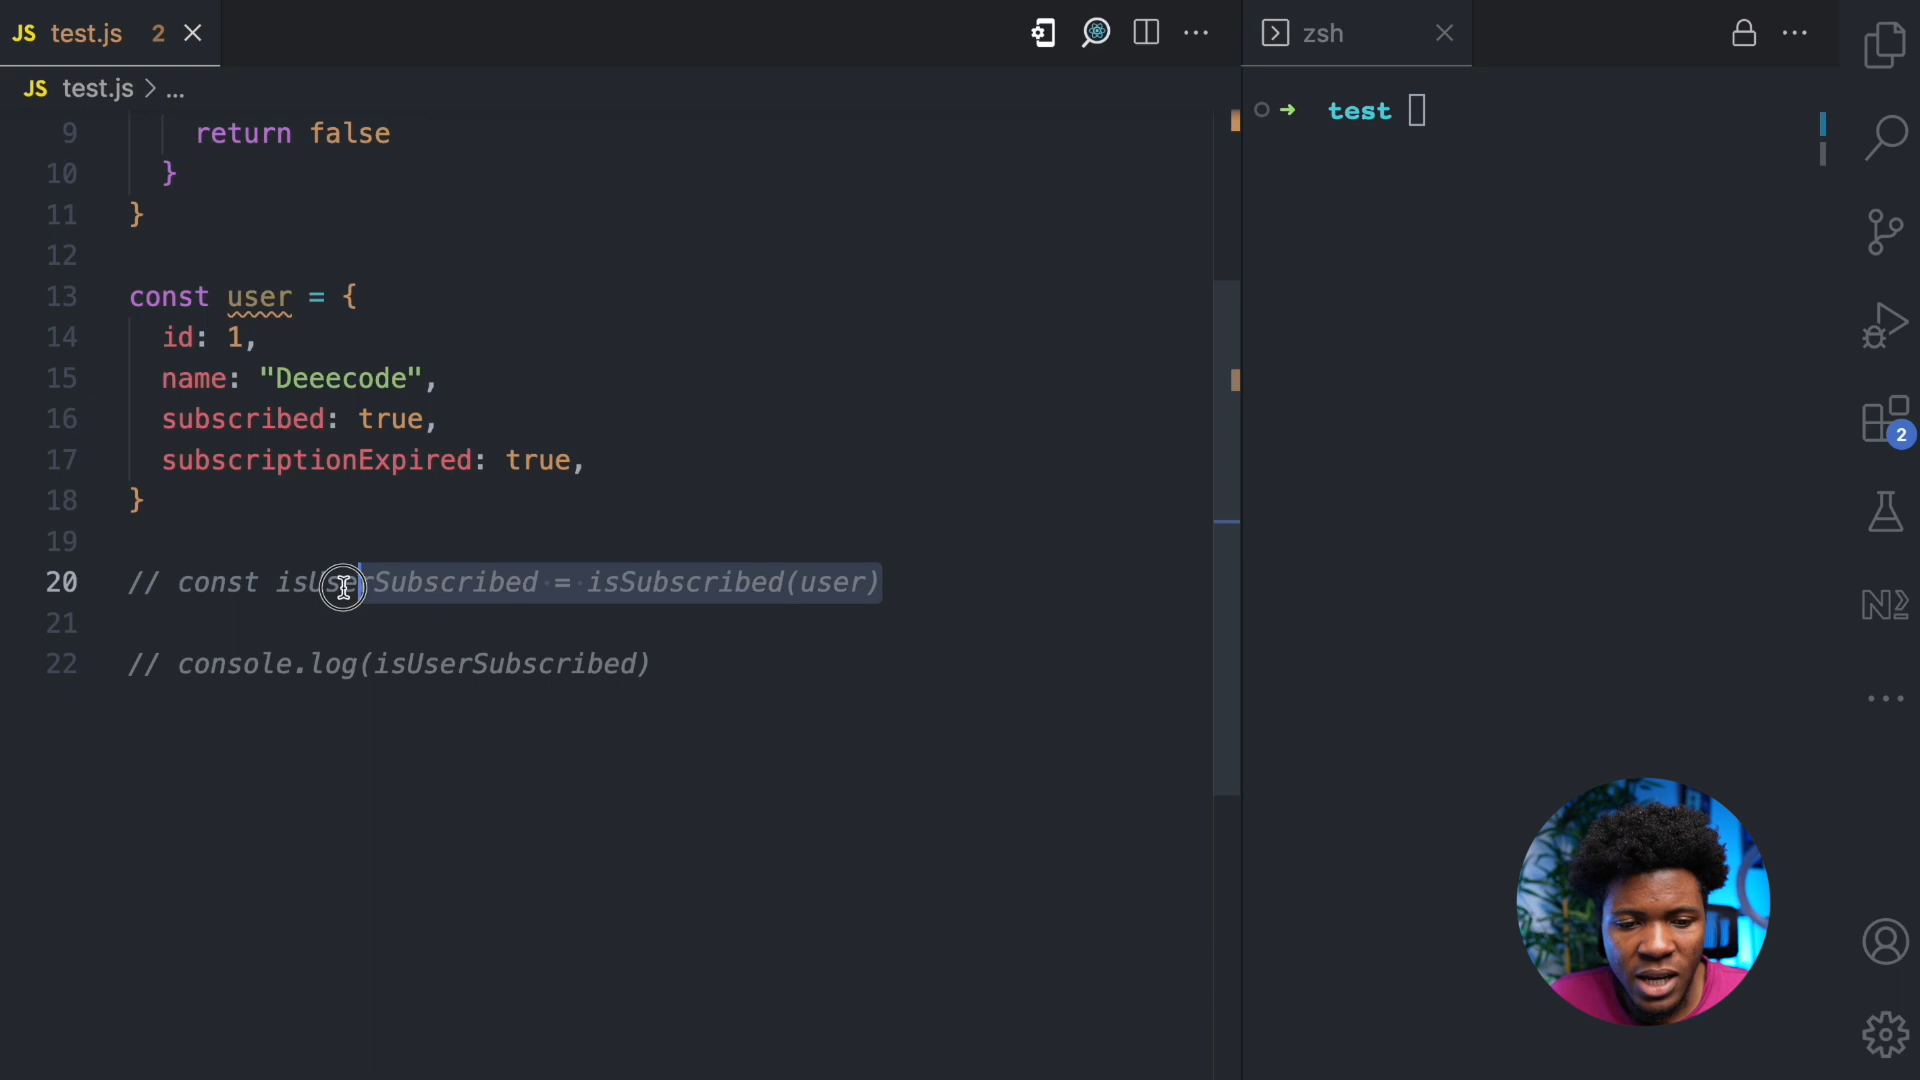 JS test.js 2
zsh
JS test.js > ...
test
9 return false
10 }
11 }
12
13 const user = {
14 id: 1,
15 name: "Deeecode",
16 subscribed: true,
17 subscriptionExpired: true,
18 }
19
20 // const isUserSubscribed = isSubscribed(user)
21
22 // console.log(isUserSubscribed)
2